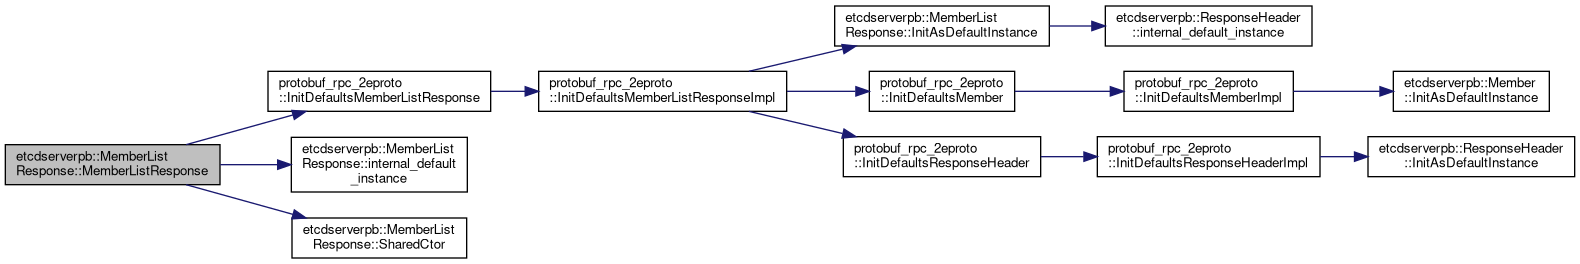 etcdserverpb::MemberList
Response::MemberListResponse
protobuf_rpc_2eproto
::InitDefaultsMemberListResponse
etcdserverpb::MemberList
Response::internal_default
_instance
etcdserverpb::MemberList
Response::SharedCtor
protobuf_rpc_2eproto
::InitDefaultsMemberListResponseImpl
etcdserverpb::MemberList
Response::InitAsDefaultInstance
etcdserverpb::ResponseHeader
::internal_default_instance
protobuf_rpc_2eproto
::InitDefaultsMember
protobuf_rpc_2eproto
::InitDefaultsMemberImpl
etcdserverpb::Member
::InitAsDefaultInstance
protobuf_rpc_2eproto
::InitDefaultsResponseHeader
protobuf_rpc_2eproto
::InitDefaultsResponseHeaderImpl
etcdserverpb::ResponseHeader
::InitAsDefaultInstance